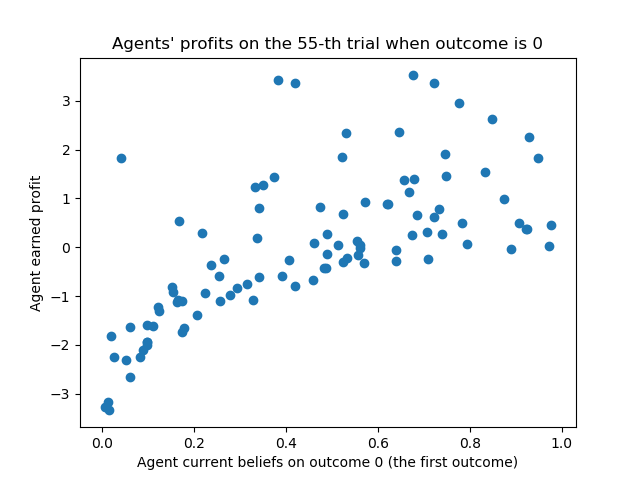 Agents' profits on the 55-th trial when outcome is 0
Agent earned profit
3
2
1
0
−1
−2
−3
0.0 0.2 0.4 0.6 0.8 1.0
Agent current beliefs on outcome 0 (the first outcome)